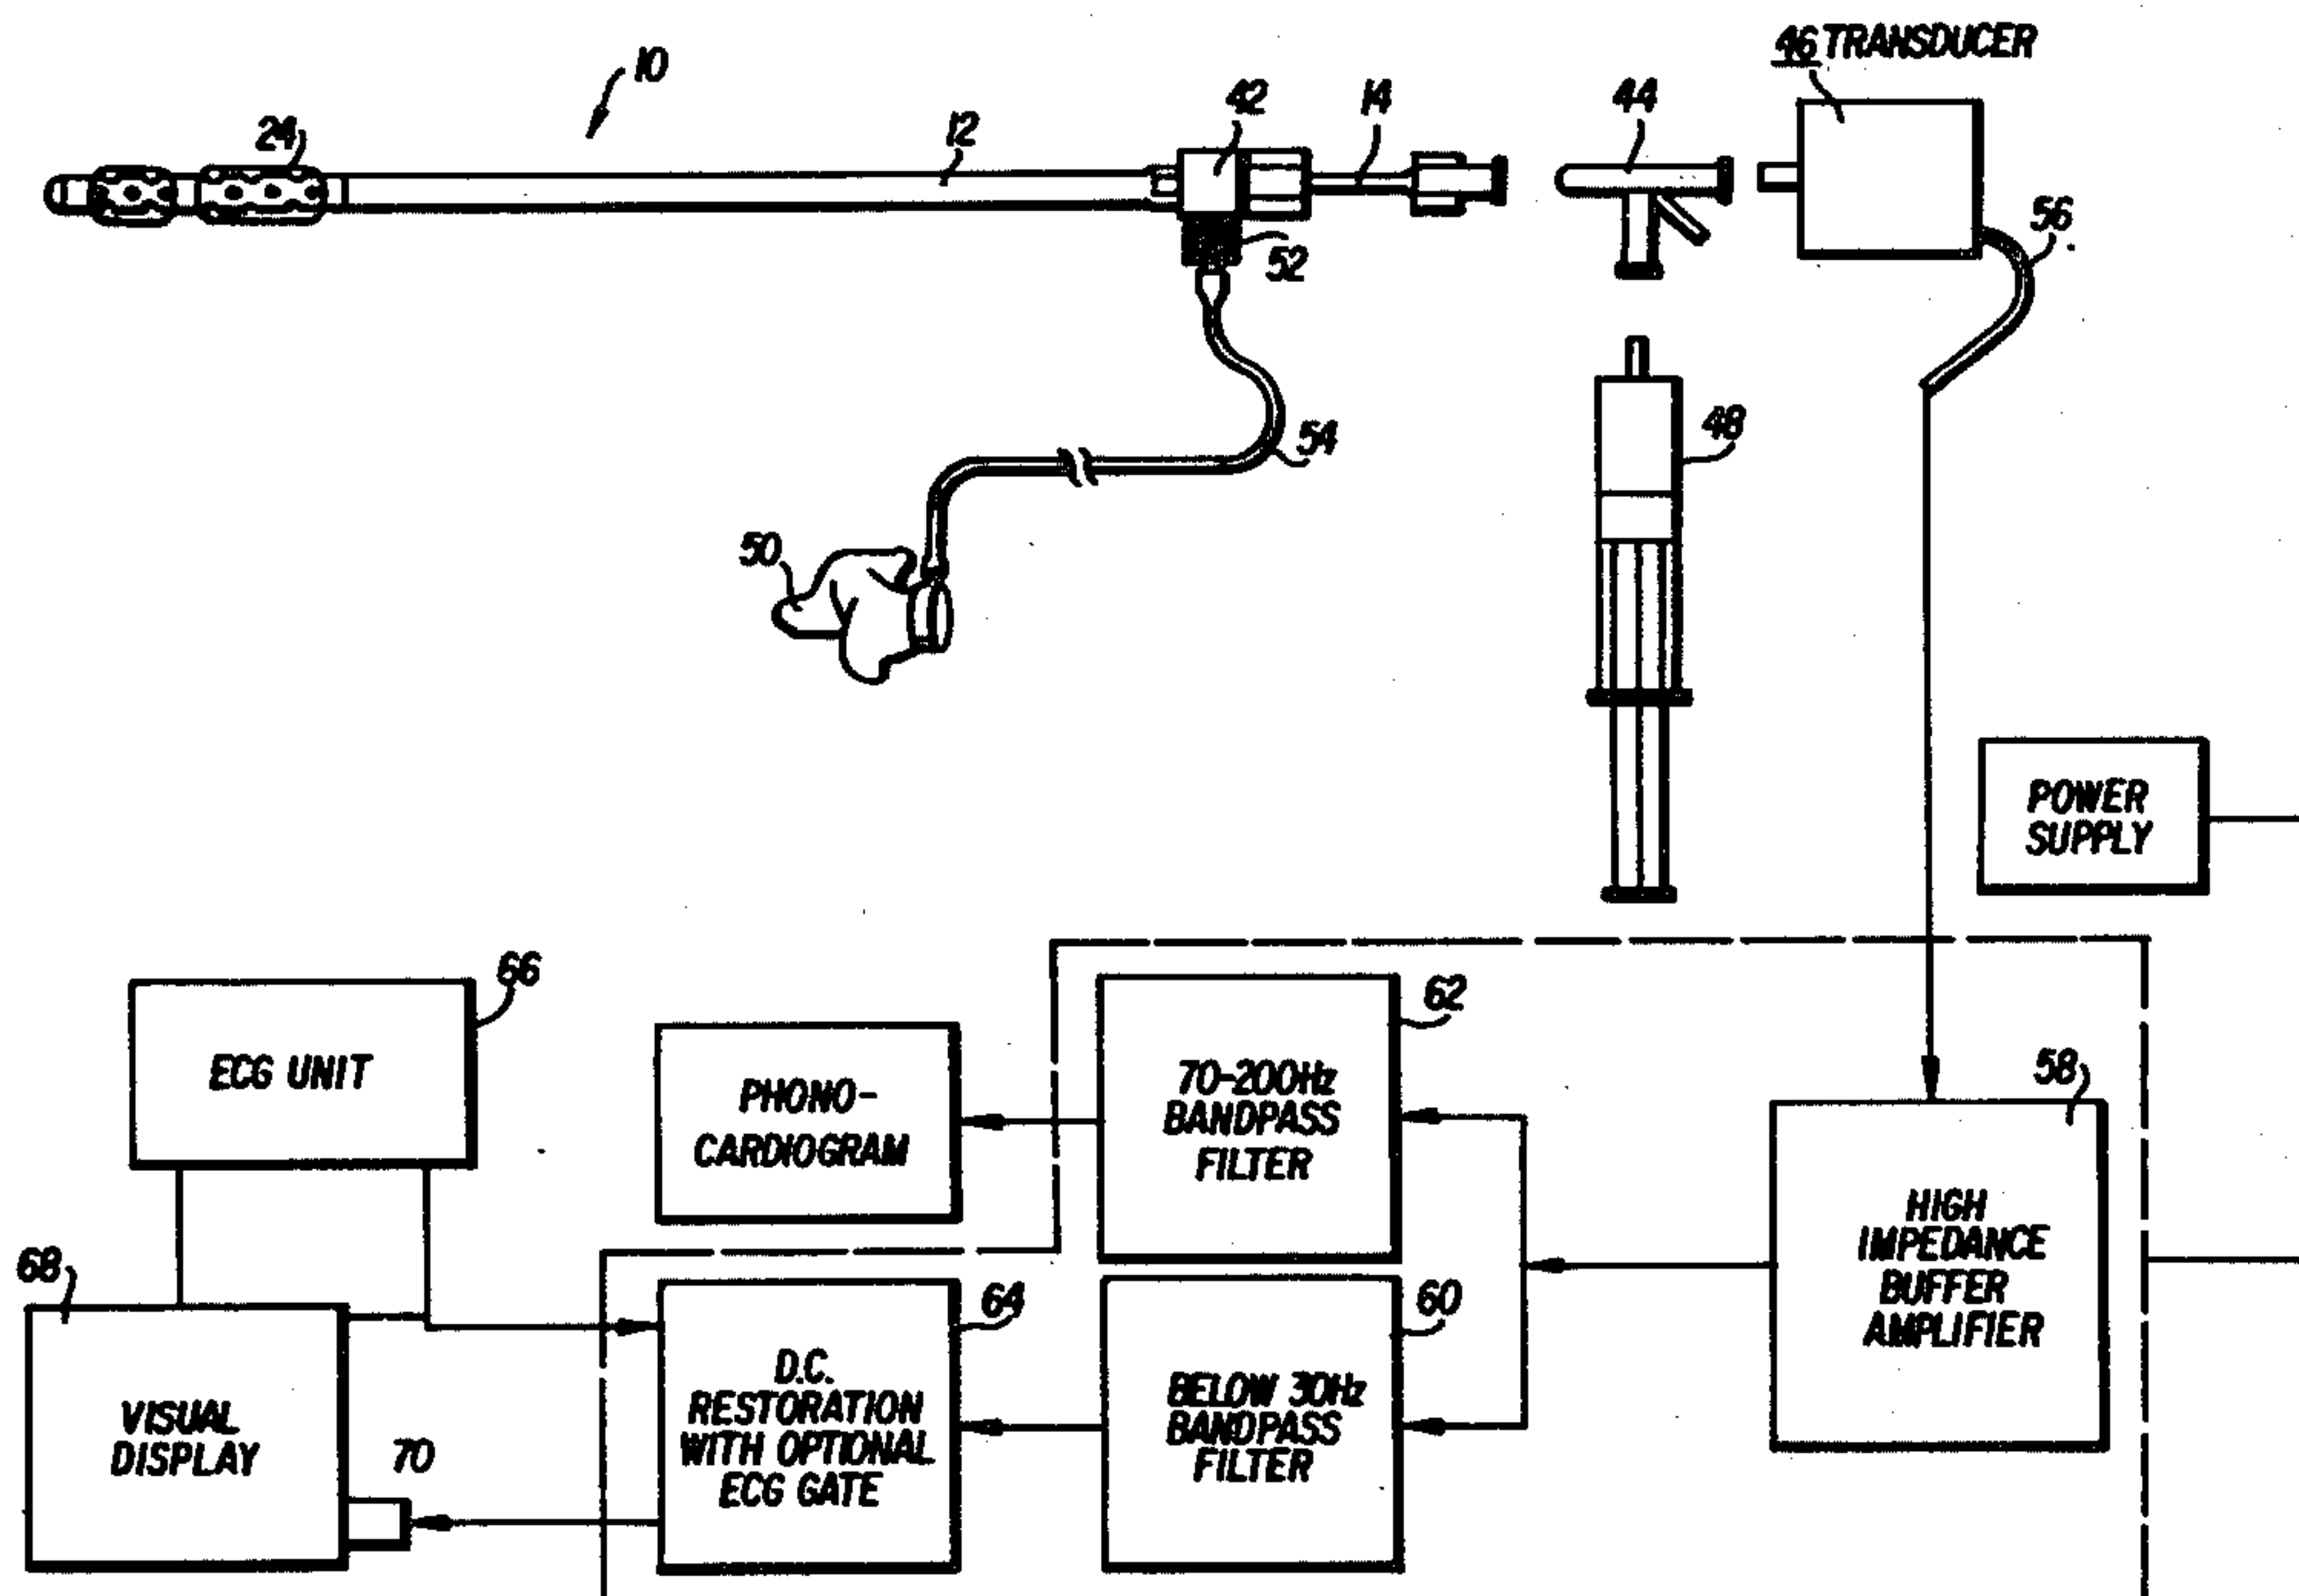 46 TRANSDUCER
10
24
12
42
14
44
56
52
54
48
50
POWER
SUPPLY
66
62
ECG UNIT
PHONO-
CARDIOGRAM
70-200Hz
BANDPASS
FILTER
58
HIGH
IMPEDANCE
BUFFER
AMPLIFIER
68
64
60
VISUAL
DISPLAY
70
D.C.
RESTORATION
WITH OPTIONAL
ECG GATE
BELOW 30Hz
BANDPASS
FILTER